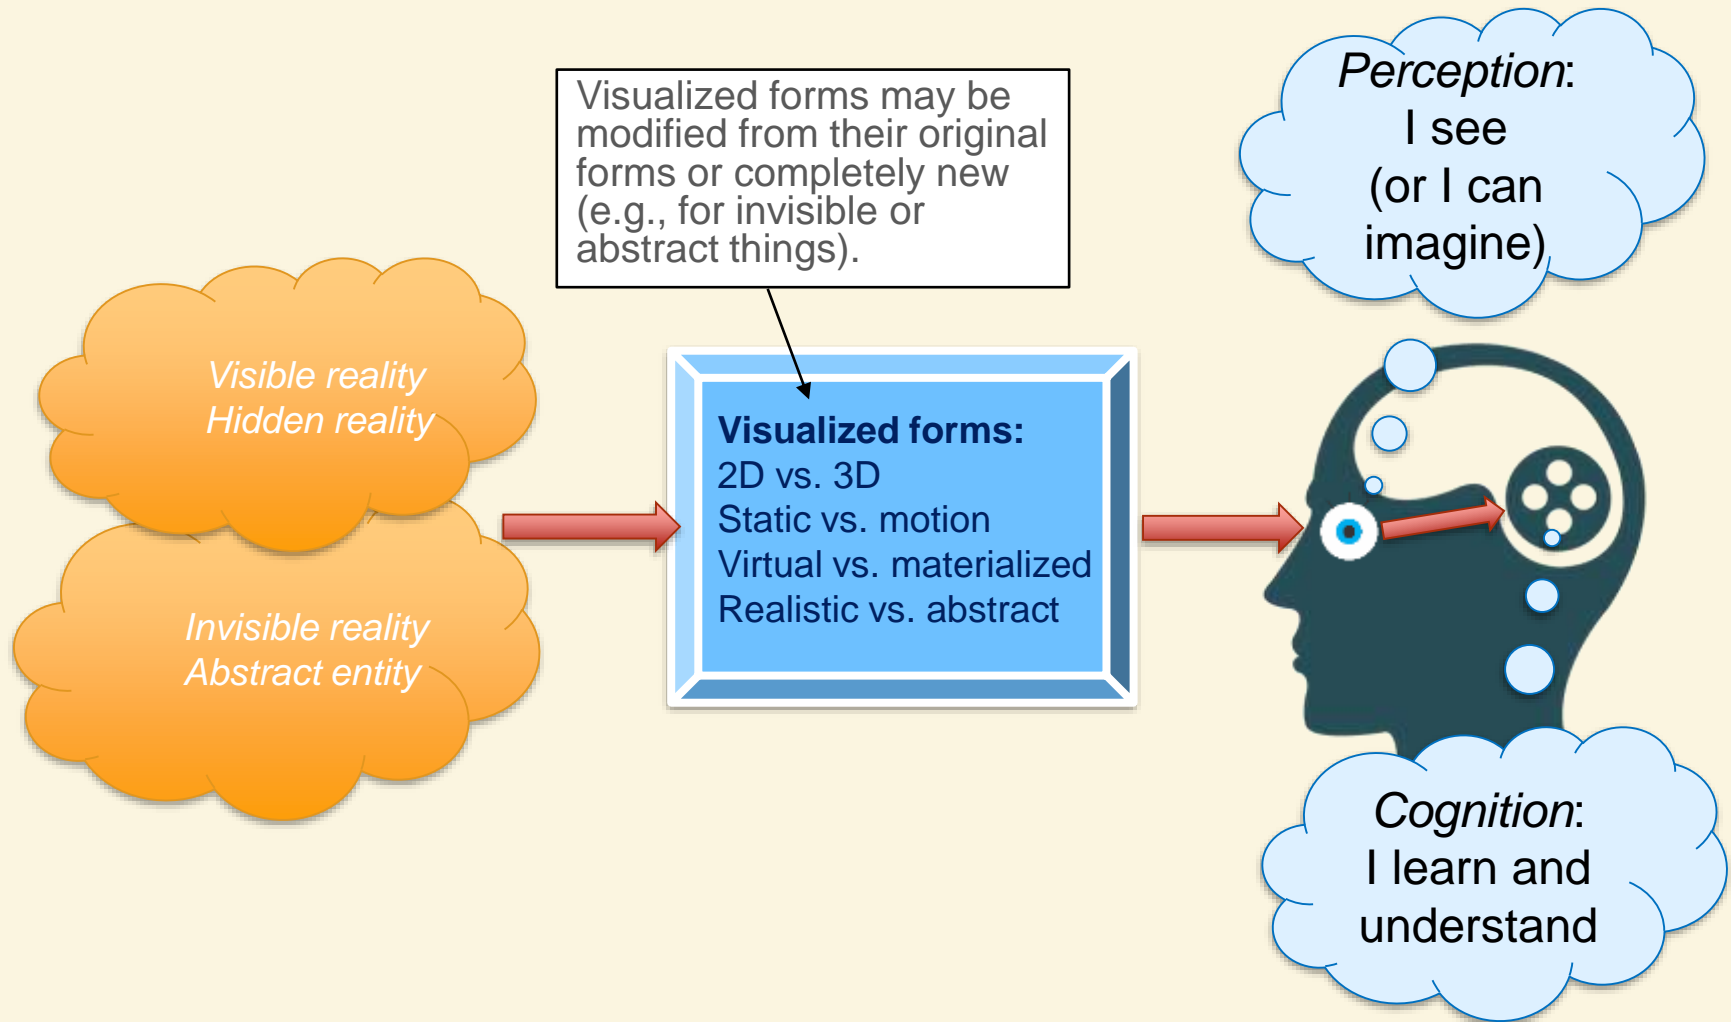 Visualized forms may be
modified from their original
forms or completely new
(e.g., for invisible or
abstract things).
Visible reality
Hidden reality
Invisible reality
Abstract entity
Visualized forms:
2D vs. 3D
Static vs. motion
Virtual vs. materialized
Realistic vs. abstract
Perception:
I see
(or I can
imagine)
Cognition:
I learn and
understand